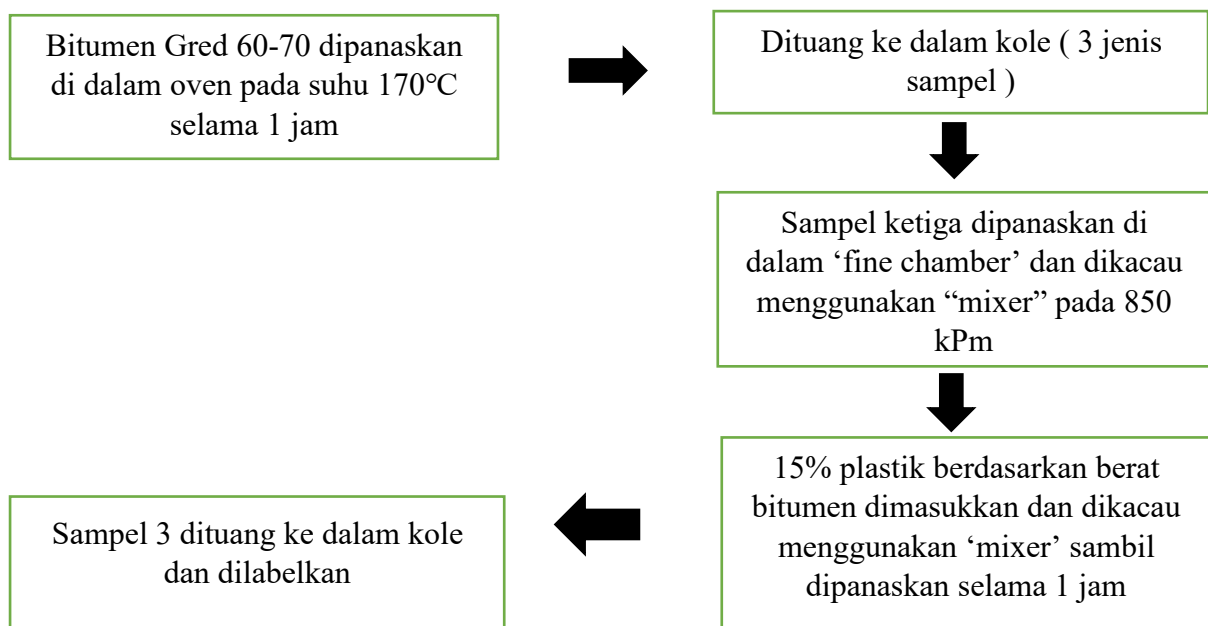 Bitumen Gred 60-70 dipanaskan
di dalam oven pada suhu 170℃
selama 1 jam
Dituang ke dalam kole ( 3 jenis
sampel )
Sampel ketiga dipanaskan di
dalam ‘fine chamber’ dan dikacau
menggunakan “mixer” pada 850
kPm
15% plastik berdasarkan berat
bitumen dimasukkan dan dikacau
menggunakan ‘mixer’ sambil
dipanaskan selama 1 jam
Sampel 3 dituang ke dalam kole
dan dilabelkan